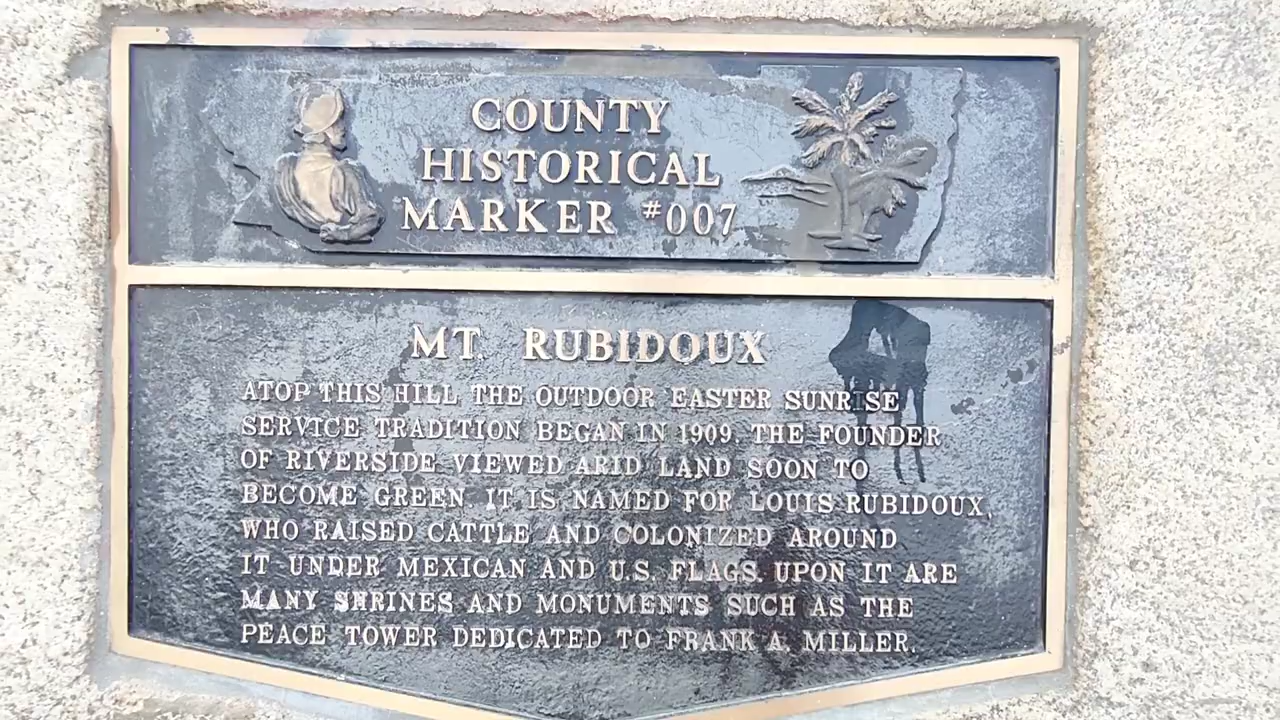 COUNTY
HISTORICAL
MARKER #007
MT. RUBIDOUX
ATOP THIS HILL THE OUTDOOR EASTER SUNRISE
SERVICE TRADITION BEGAN IN 1909. THE FOUNDER
OF RIVERSIDE VIEWED ARID LAND SOON TO
BECOME GREEN. IT IS NAMED FOR LOUIS RUBIDOUX,
WHO RAISED CATTLE AND COLONIZED AROUND
IT UNDER MEXICAN AND U.S. FLAGS. UPON IT ARE
MANY SHRINES AND MONUMENTS SUCH AS THE
PEACE TOWER DEDICATED TO FRANK A. MILLER.